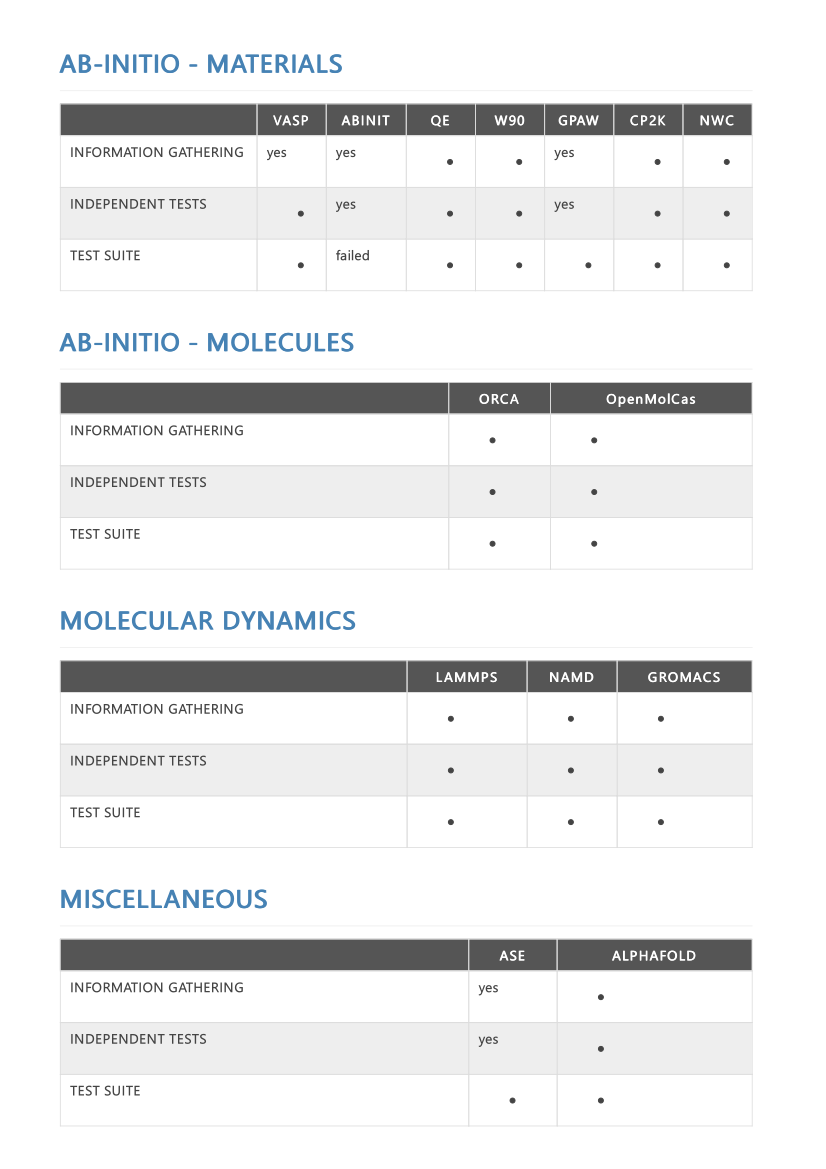 AB-INITIO - MATERIALS
VASP ABINIT QE W90 GPAW CP2K NWC
INFORMATION GATHERING yes yes • • yes • •
INDEPENDENT TESTS • yes • • yes • •
TEST SUITE • failed • • • • •
AB-INITIO - MOLECULES
ORCA OpenMolCas
INFORMATION GATHERING • •
INDEPENDENT TESTS • •
TEST SUITE • •
MOLECULAR DYNAMICS
LAMMPS NAMD GROMACS
INFORMATION GATHERING • • •
INDEPENDENT TESTS • • •
TEST SUITE • • •
MISCELLANEOUS
ASE ALPHAFOLD
INFORMATION GATHERING yes •
INDEPENDENT TESTS yes •
TEST SUITE • •